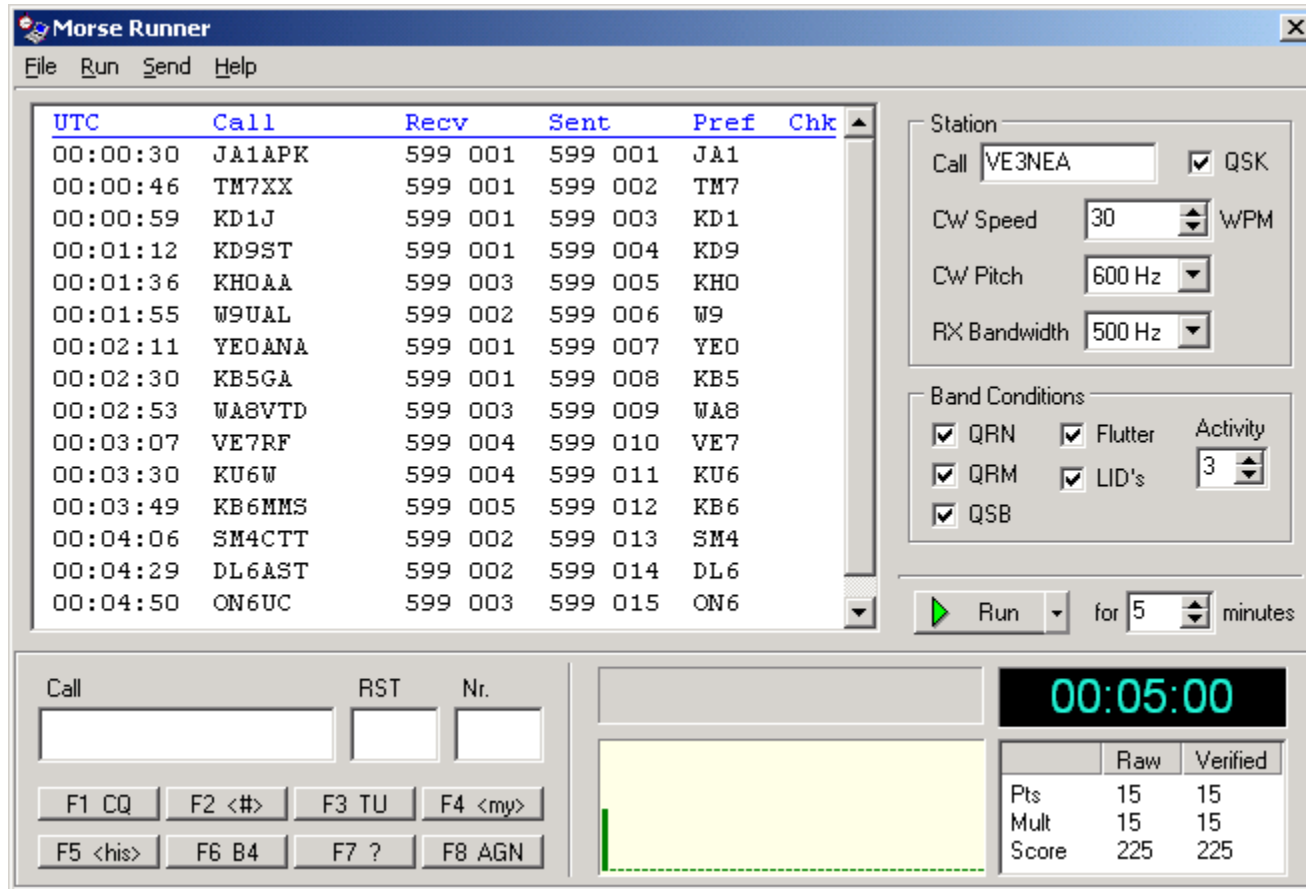 Morse Runner
File Run Send Help
UTC Call Recv Sent Pref Chk
00:00:30 JA1APK 599 001 599 001 JA1
00:00:46 TM7XX 599 001 599 002 TM7
00:00:59 KD1J 599 001 599 003 KD1
00:01:12 KD9ST 599 001 599 004 KD9
00:01:36 KH0AA 599 003 599 005 KH0
00:01:55 W9UAL 599 002 599 006 W9
00:02:11 YE0ANA 599 001 599 007 YE0
00:02:30 KB5GA 599 001 599 008 KB5
00:02:53 WA8VTD 599 003 599 009 WA8
00:03:07 VE7RF 599 004 599 010 VE7
00:03:30 KU6W 599 004 599 011 KU6
00:03:49 KB6MMS 599 005 599 012 KB6
00:04:06 SM4CTT 599 002 599 013 SM4
00:04:29 DL6AST 599 002 599 014 DL6
00:04:50 ON6UC 599 003 599 015 ON6
Station
Call VE3NEA QSK
CW Speed 30 WPM
CW Pitch 600 Hz
RX Bandwidth 500 Hz
Band Conditions
QRN Flutter Activity
QRM LID's 3
QSB
Run for 5 minutes
Call RST Nr.
F1 CQ F2 <#> F3 TU F4 <my>
F5 <his> F6 B4 F7 ? F8 AGN
00:05:00
Raw Verified
Pts 15 15
Mult 15 15
Score 225 225